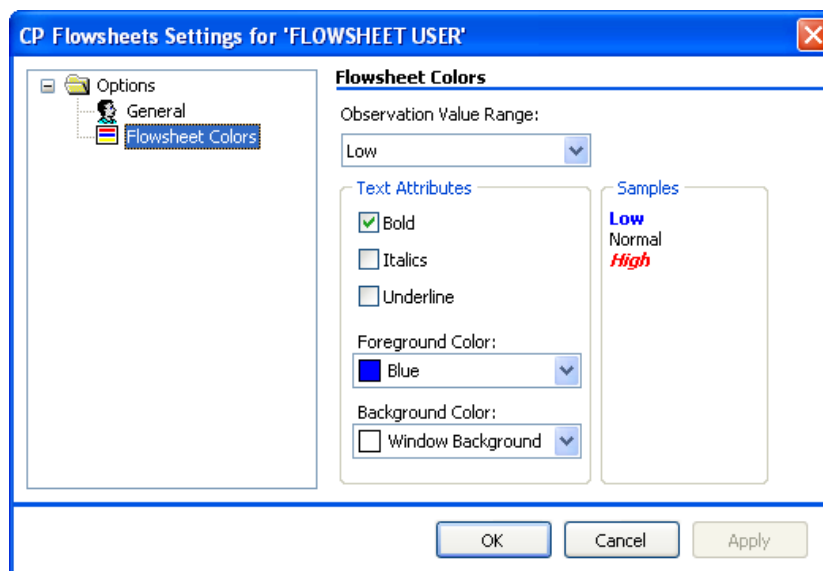 CP Flowsheets Settings for 'FLOWSHEET USER'
Options
General
Flowsheet Colors
Flowsheet Colors
Observation Value Range:
Low
Text Attributes
Bold
Italics
Underline
Foreground Color:
Blue
Background Color:
Window Background
Samples
Low
Normal
High
OK
Cancel
Apply